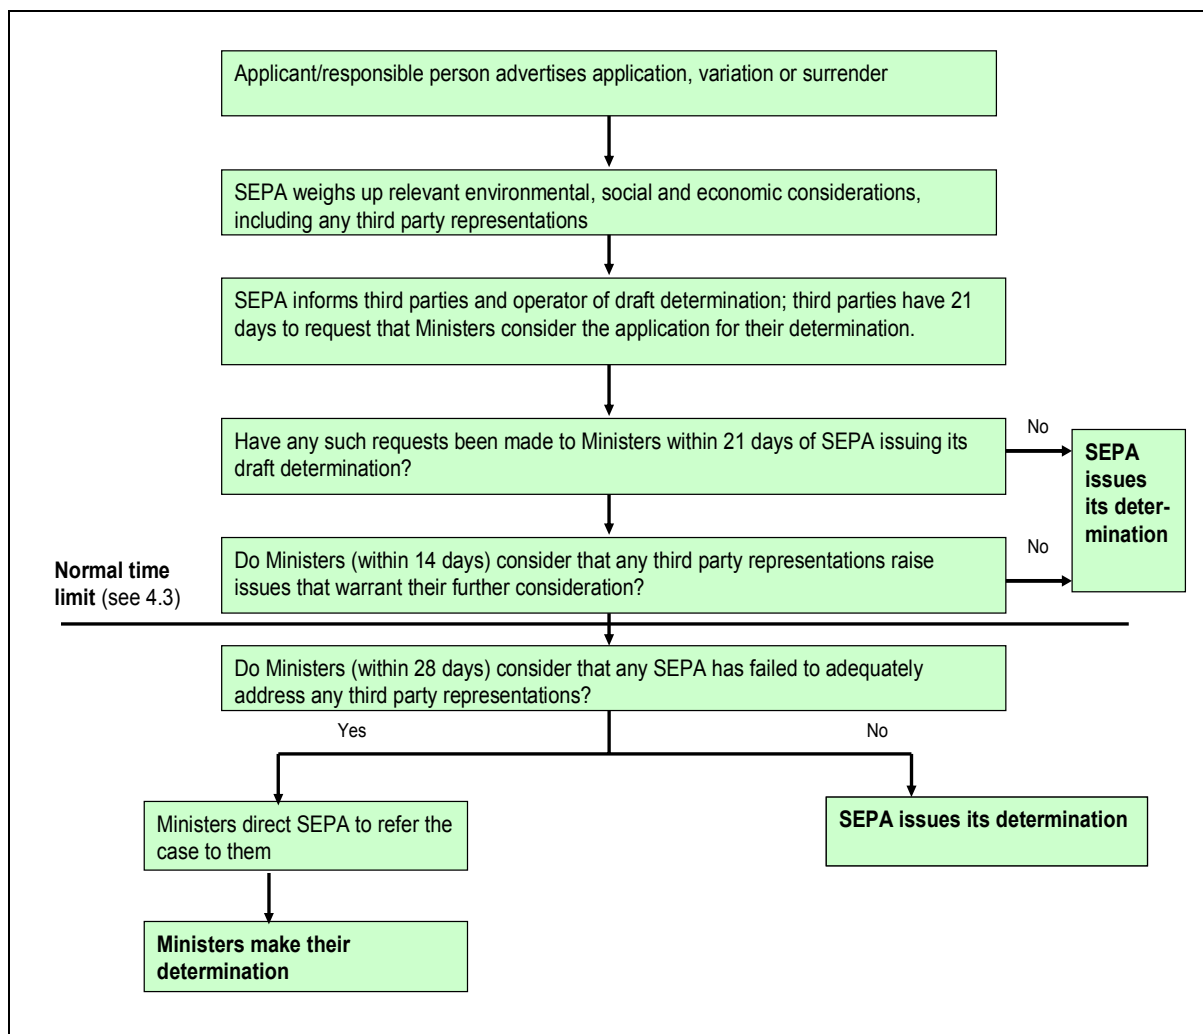 Applicant/responsible person advertises application, variation or surrender
SEPA weighs up relevant environmental, social and economic considerations,
including any third party representations
SEPA informs third parties and operator of draft determination; third parties have 21
days to request that Ministers consider the application for their determination.
Have any such requests been made to Ministers within 21 days of SEPA issuing its
draft determination?
No
SEPA
issues
its deter-
mination
Do Ministers (within 14 days) consider that any third party representations raise
issues that warrant their further consideration?
No
Normal time
limit (see 4.3)
Do Ministers (within 28 days) consider that any SEPA has failed to adequately
address any third party representations?
Yes
No
Ministers direct SEPA to refer the
case to them
SEPA issues its determination
Ministers make their
determination